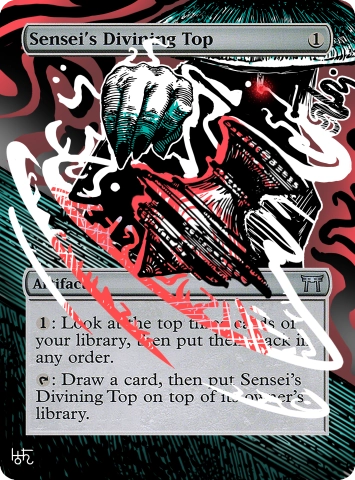 Sensei's Divining Top 1
Artifact
1: Look at the top three cards of
your library, then put them back in
any order.
: Draw a card, then put Sensei's
Divining Top on top of its owner's
library.